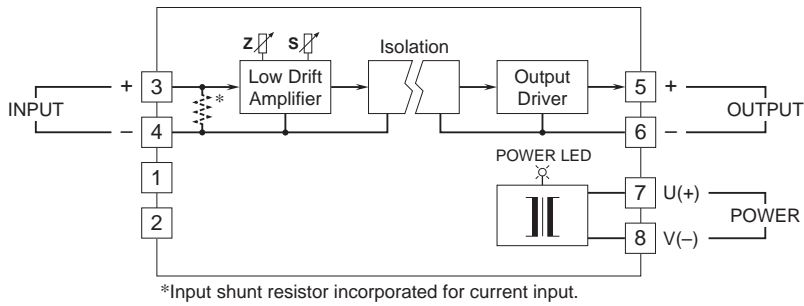 Z S Isolation
+ 3 * Low Drift
Amplifier Output
Driver 5 +
INPUT OUTPUT
– 4 6 –
1 POWER LED
7 U(+)
2 POWER
8 V(–)
*Input shunt resistor incorporated for current input.